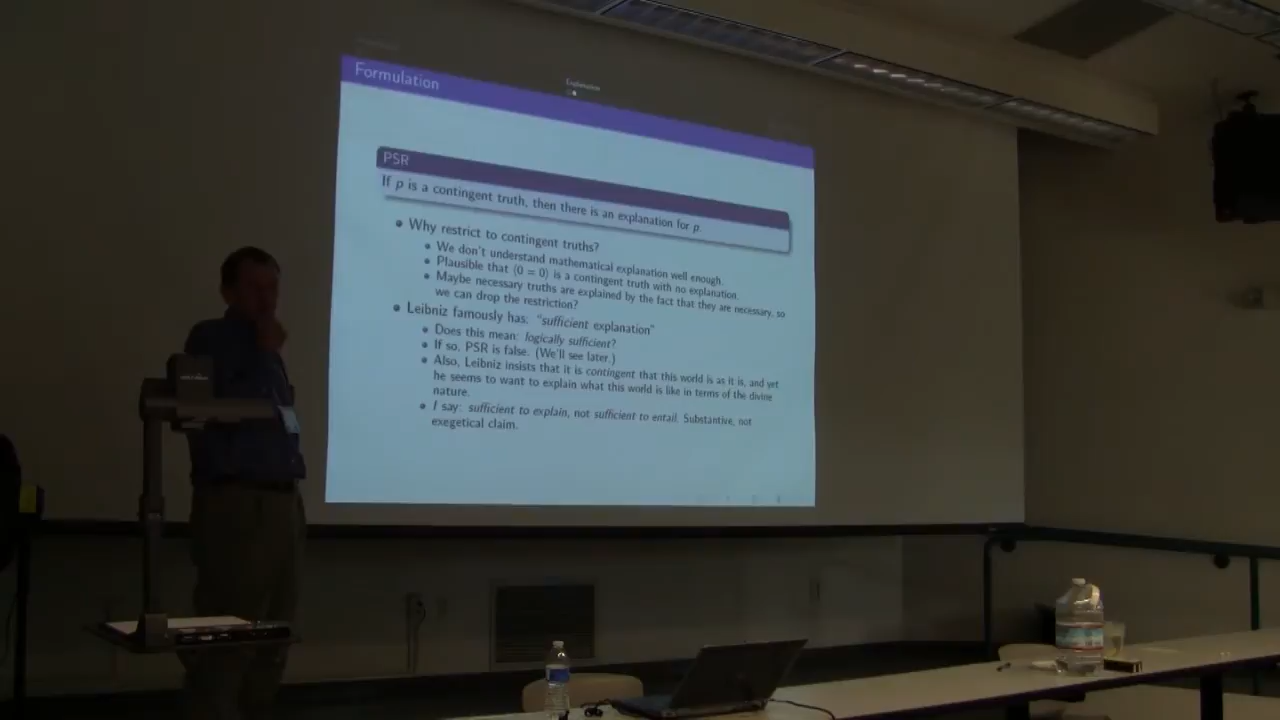 Explanation
Formulation
PSR
If p is a contingent truth, then there is an explanation for p.
• Why restrict to contingent truths?
• We don't understand mathematical explanation well enough.
• Plausible that ⟨0 = 0⟩ is a contingent truth with no explanation.
• Maybe necessary truths are explained by the fact that they are necessary, so
we can drop the restriction?
• Leibniz famously has: "sufficient explanation"
• Does this mean: logically sufficient?
• If so, PSR is false. (We'll see later.)
• Also, Leibniz insists that it is contingent that this world is as it is, and yet
he seems to want to explain what this world is like in terms of the divine
nature.
• I say: sufficient to explain, not sufficient to entail. Substantive, not
exegetical claim.